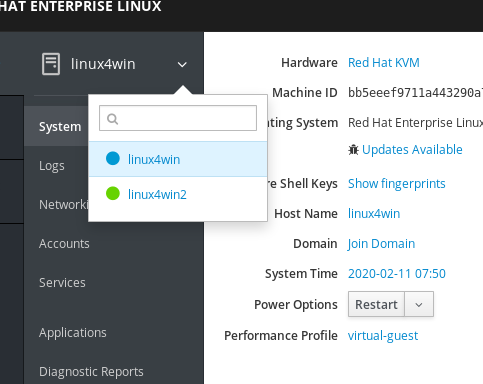 HAT ENTERPRISE LINUX
linux4win
linux4win
linux4win2
System
Logs
Accounts
Services
Applications
Diagnostic Reports
Hardware Red Hat KVM
Machine ID bb5eeef9711a443290a
System Red Hat Enterprise Linux
Updates Available
Shell Keys Show fingerprints
Host Name linux4win
Domain Join Domain
System Time 2020-02-11 07:50
Power Options Restart
Performance Profile virtual-guest